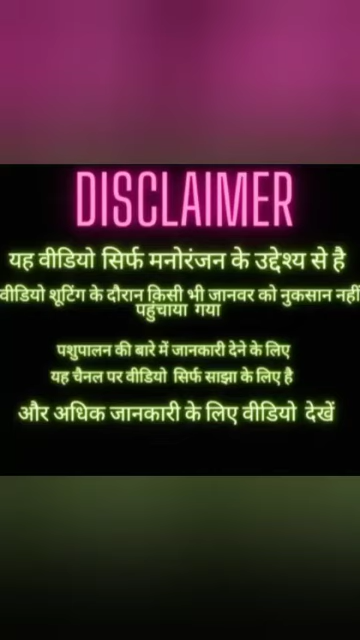 DISCLAIMER
यह वीडियो सिर्फ मनोरंजन के उद्देश्य से है
वीडियो शूटिंग के दौरान किसी भी जानवर को नुकसान नहीं
पहुंचाया गया
पशुपालन की बारे में जानकारी देने के लिए
यह चैनल पर वीडियो सिर्फ साझा के लिए है
और अधिक जानकारी के लिए वीडियो देखें